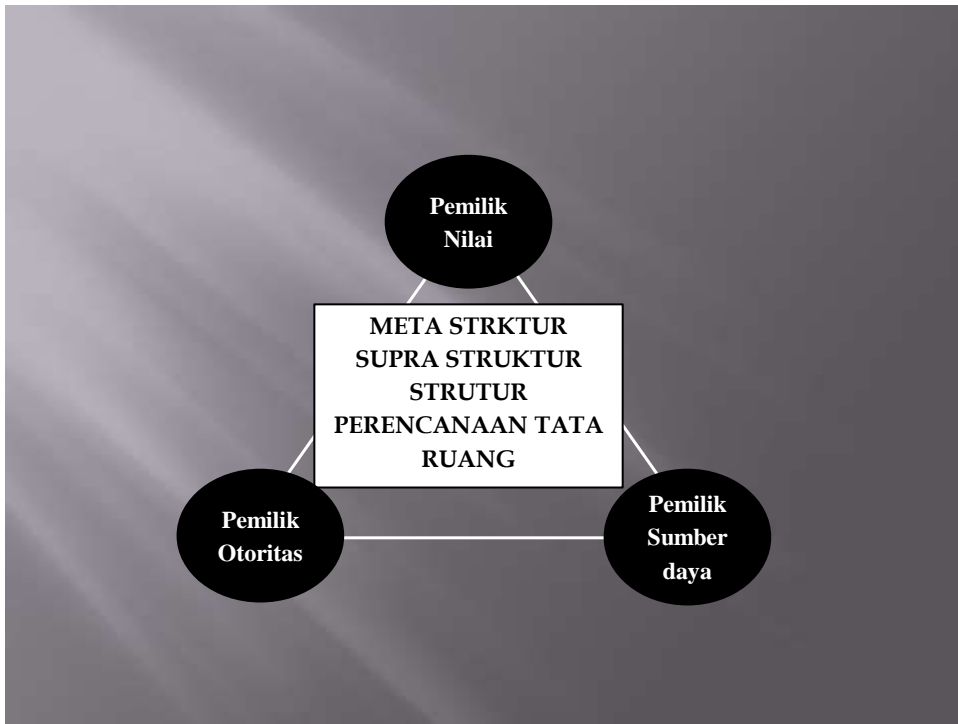 Pemilik
Nilai
META STRKTUR
SUPRA STRUKTUR
STRUTUR
PERENCANAAN TATA
RUANG
Pemilik
Otoritas
Pemilik
Sumber
daya